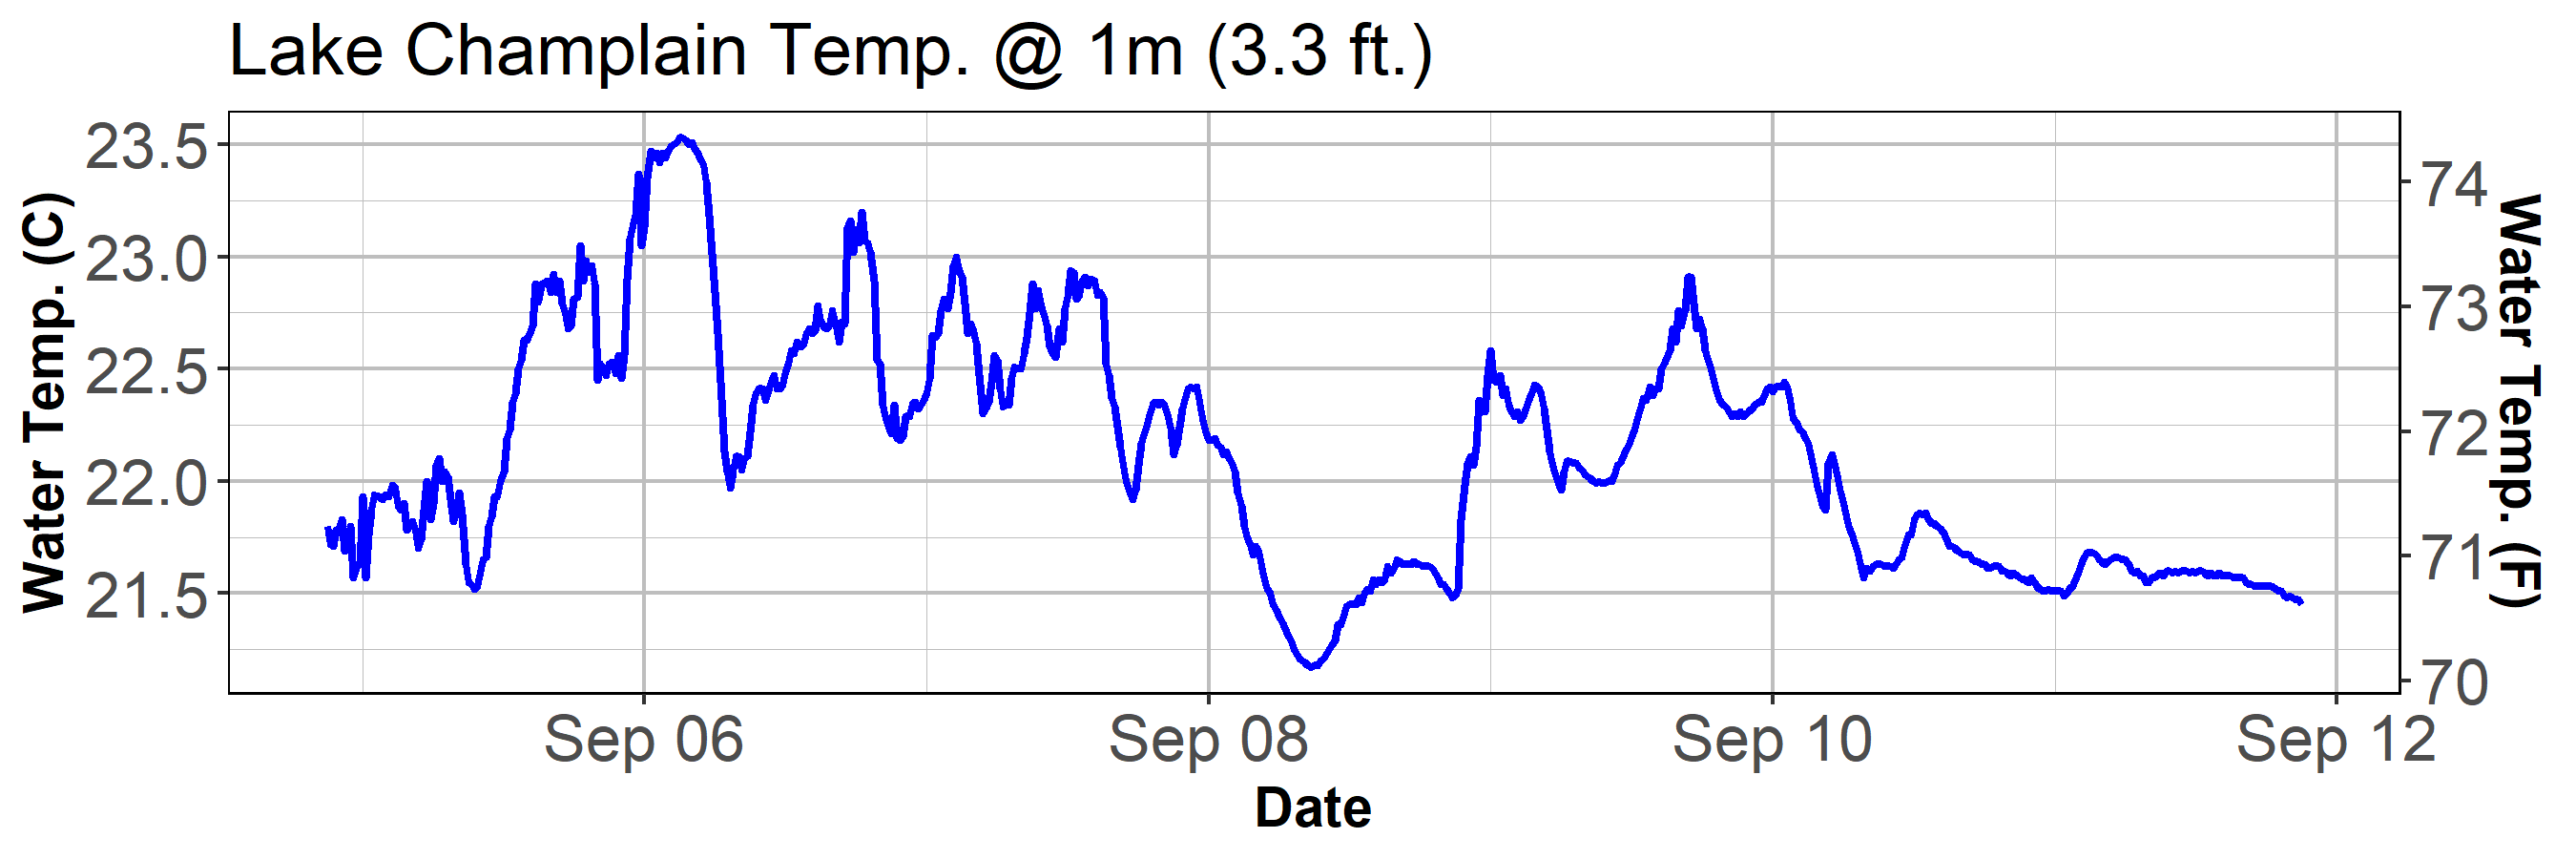 Lake Champlain Temp. @ 1m (3.3 ft.)
Water Temp. (C)
23.5
23.0
22.5
22.0
21.5
74
73
72
71
70
Water Temp. (F)
Sep 06
Sep 08
Sep 10
Sep 12
Date